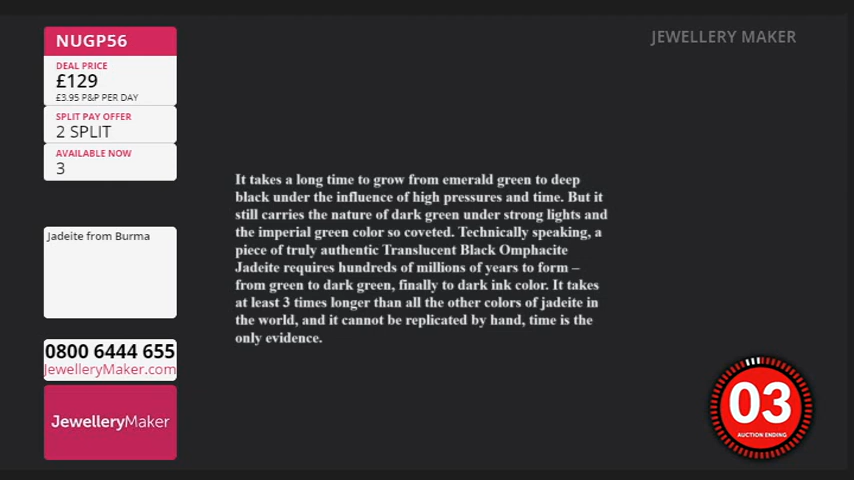 NUGP56
DEAL PRICE
£129
£3.95 P&P PER DAY
SPLIT PAY OFFER
2 SPLIT
AVAILABLE NOW
3
Jadeite from Burma
0800 6444 655
JewelleryMaker.com
JewelleryMaker
JEWELLERY MAKER
It takes a long time to grow from emerald green to deep
black under the influence of high pressures and time. But it
still carries the nature of dark green under strong lights and
the imperial green color so coveted. Technically speaking, a
piece of truly authentic Translucent Black Omphacite
Jadeite requires hundreds of millions of years to form –
from green to dark green, finally to dark ink color. It takes
at least 3 times longer than all the other colors of jadeite in
the world, and it cannot be replicated by hand, time is the
only evidence.
03
AUCTION ENDING